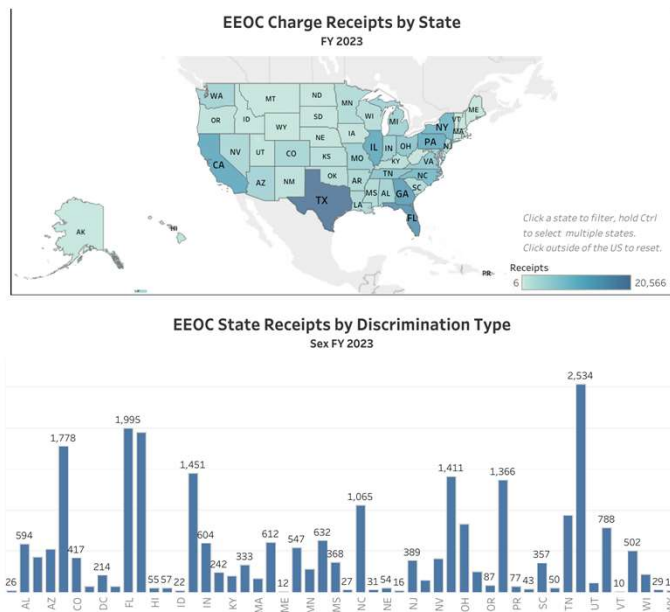 EEOC Charge Receipts by State
FY 2023
WA
MT
ND
MN
ME
OR
ID
SD
WI
VT
NY
WY
MI
MA
IA
NE
PA
NJ
NV
UT
IL
IN
OH
CO
KS
MO
VA
CA
KY
NC
TN
AZ
NM
OK
AR
SC
MS
AL
GA
TX
LA
FL
AK
HI
PR
Click a state to filter, hold Ctrl
to select multiple states.
Click outside of the US to reset.
Receipts
6
20,566
EEOC State Receipts by Discrimination Type
Sex FY 2023
2,534
1,995
1,778
1,451
1,411
1,366
1,065
788
594
604
612
632
547
502
417
389
368
357
333
242
214
26
55
57
22
12
27
31
54
16
87
77
43
50
10
29
AL
AZ
CO
DC
FL
HI
ID
IN
KY
MA
ME
MN
MS
NC
NE
NJ
NV
OH
OR
PR
SC
TN
UT
VT
WI